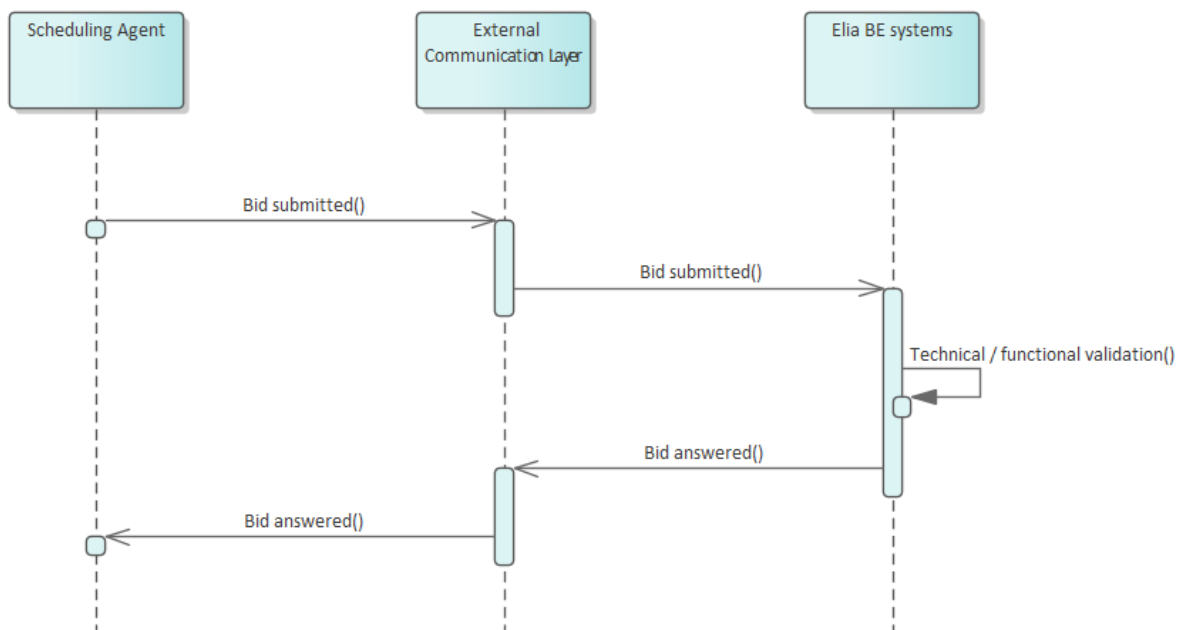 Scheduling Agent
External
Communication Layer
Elia BE systems
Bid submitted()
Bid submitted()
Technical / functional validation()
Bid answered()
Bid answered()